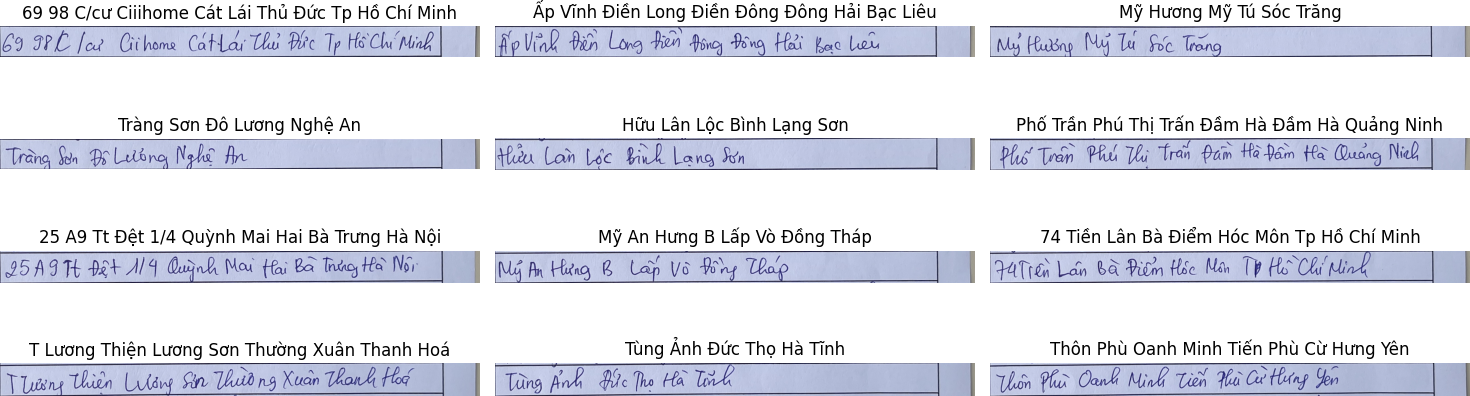 69 98 C/cư Ciiihome Cát Lái Thủ Đức Tp Hồ Chí Minh
69 98 C/cư Ciihome Cát Lái Thủ Đức Tp Hồ Chí Minh
Ấp Vĩnh Điền Long Điền Đông Đông Hải Bạc Liêu
Ấp Vĩnh Điền Long Điền Đông Đông Hải Bạc Liêu
Mỹ Hương Mỹ Tú Sóc Trăng
Mỹ Hương Mỹ Tú Sóc Trăng
Tràng Sơn Đô Lương Nghệ An
Tràng Sơn Đô Lương Nghệ An
Hữu Lân Lộc Bình Lạng Sơn
Hữu Lân Lộc Bình Lạng Sơn
Phố Trần Phú Thị Trấn Đầm Hà Đầm Hà Quảng Ninh
Phố Trần Phú Thị Trấn Đầm Hà Đầm Hà Quảng Ninh
25 A9 Tt Đệt 1/4 Quỳnh Mai Hai Bà Trưng Hà Nội
25 A9 Tt Đệt 1/4 Quỳnh Mai Hai Bà Trưng Hà Nội
Mỹ An Hưng B Lấp Vò Đồng Tháp
Mỹ An Hưng B Lấp Vò Đồng Tháp
74 Tiền Lân Bà Điểm Hóc Môn Tp Hồ Chí Minh
74 Tiền Lân Bà Điểm Hóc Môn Tp Hồ Chí Minh
T Lương Thiện Lương Sơn Thường Xuân Thanh Hoá
T Lương Thiện Lương Sơn Thường Xuân Thanh Hoá
Tùng Ảnh Đức Thọ Hà Tĩnh
Tùng Ảnh Đức Thọ Hà Tĩnh
Thôn Phù Oanh Minh Tiến Phù Cừ Hưng Yên
Thôn Phù Oanh Minh Tiến Phù Cừ Hưng Yên